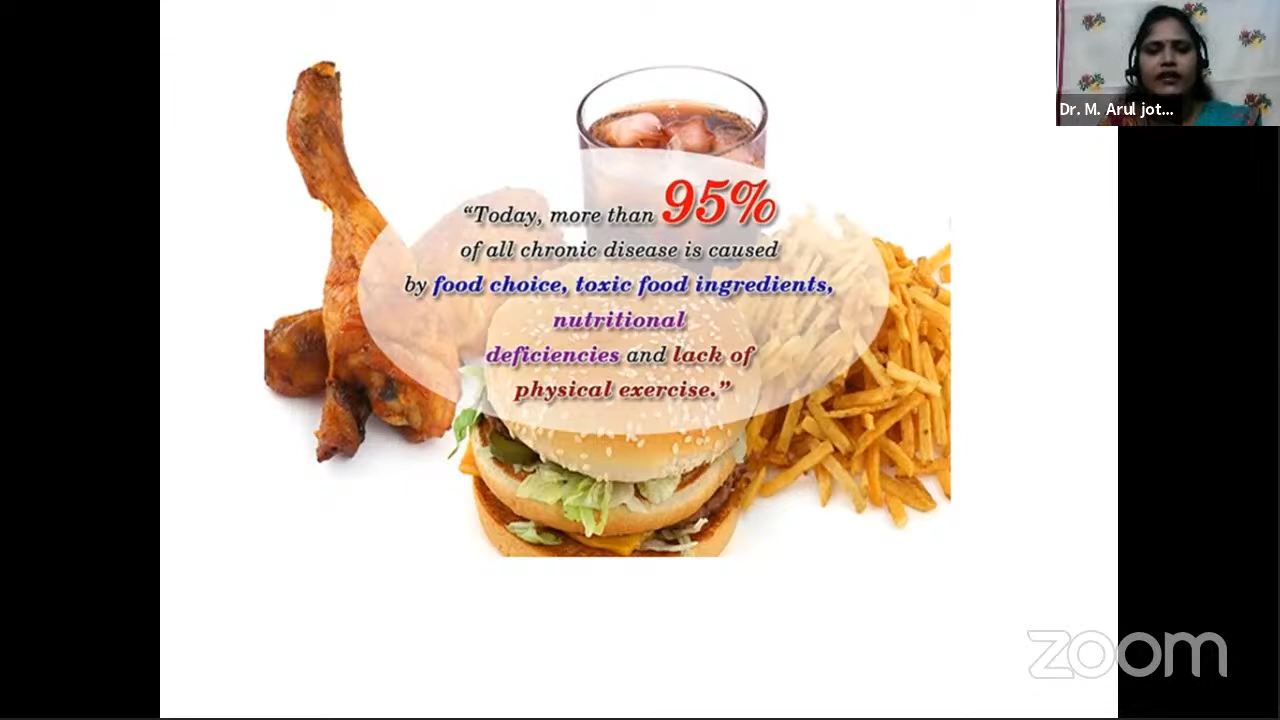 “Today, more than 95%
of all chronic disease is caused
by food choice, toxic food ingredients,
nutritional
deficiencies and lack of
physical exercise.”
Dr. M. Arul jot...
zoom